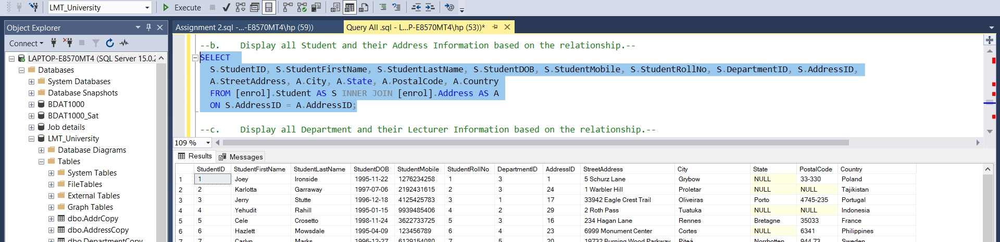 LMT_University
Execute
Object Explorer
Assignment 2.sql -...-E8570MT4\hp (59))
Query All .sql - L...P-E8570MT4\hp (53))*
Connect
LAPTOP-E8570MT4 (SQL Server 15.0.2
Databases
System Databases
Database Snapshots
BDAT1000
BDAT1000_Sat
Job details
LMT_University
Database Diagrams
Tables
System Tables
FileTables
External Tables
Graph Tables
dbo.AddrCopy
dbo.AddressCopy
dbo.DepartmentCopy
--b. Display all Student and their Address Information based on the relationship.--
SELECT
S.StudentID, S.StudentFirstName, S.StudentLastName, S.StudentDOB, S.StudentMobile, S.StudentRollNo, S.DepartmentID, S.AddressID,
A.StreetAddress, A.City, A.State, A.PostalCode, A.Country
FROM [enrol].Student AS S INNER JOIN [enrol].Address AS A
ON S.AddressID = A.AddressID;
--c. Display all Department and their Lecturer Information based on the relationship.--
109 %
Results Messages
StudentID StudentFirstName StudentLastName StudentDOB StudentMobile StudentRollNo DepartmentID AddressID StreetAddress City State PostalCode Country
1 1 Joey Ironside 1995-11-22 1276234258 1 3 1 5 Schurz Lane Grybow NULL 33-330 Poland
2 2 Karlotta Garraway 1997-07-06 2192431615 2 3 24 1 Warbler Hill Proletar NULL NULL Tajikistan
3 3 Jerry Stutte 1996-12-18 4125425783 3 1 17 33942 Eagle Crest Trail Oliveiras Porto 4745-235 Portugal
4 4 Yehudit Rahill 1995-01-15 9939485406 4 2 29 2 Roth Pass Tuatuka NULL NULL Indonesia
5 5 Cele Crosetto 1998-11-24 3622733725 5 3 16 234 Hagan Lane Rennes Bretagne 35033 France
6 6 Hazlett Mowsdale 1995-04-09 123456789 6 4 23 6999 Monument Center Cortes NULL 6341 Philippines
7 7 Carlyn Marks 1996-12-27 6129154080 7 5 20 19732 Burning Wood Parkway Piteå Norrbotten 944 73 Sweden